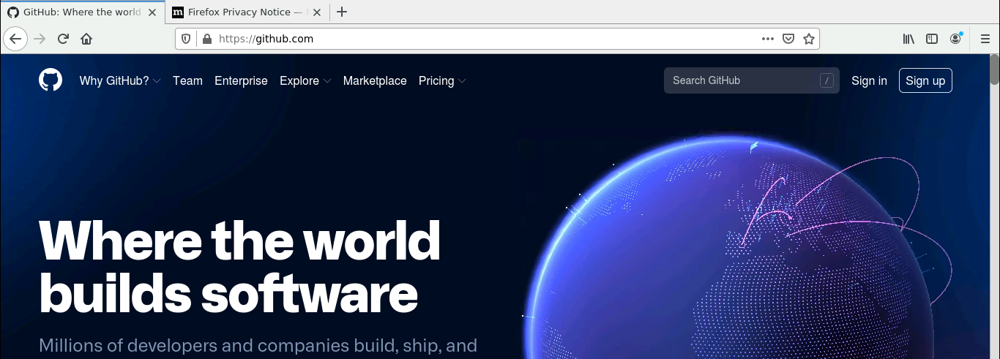 GitHub: Where the world
Firefox Privacy Notice —
https://github.com
Why GitHub?
Team
Enterprise
Explore
Marketplace
Pricing
Search GitHub
/
Sign in
Sign up
Where the world
builds software
Millions of developers and companies build, ship, and